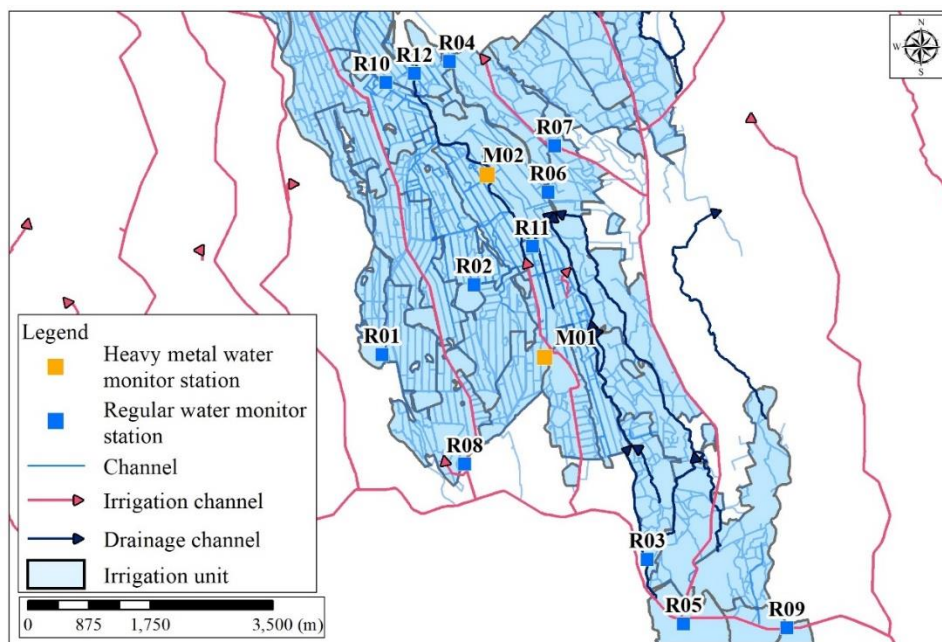 N
W
E
S
R04
R12
R10
R07
M02
R06
R11
R02
M01
R01
R08
R03
R05
R09
Legend
Heavy metal water
monitor station
Regular water monitor
station
Channel
Irrigation channel
Drainage channel
Irrigation unit
0 875 1,750 3,500 (m)